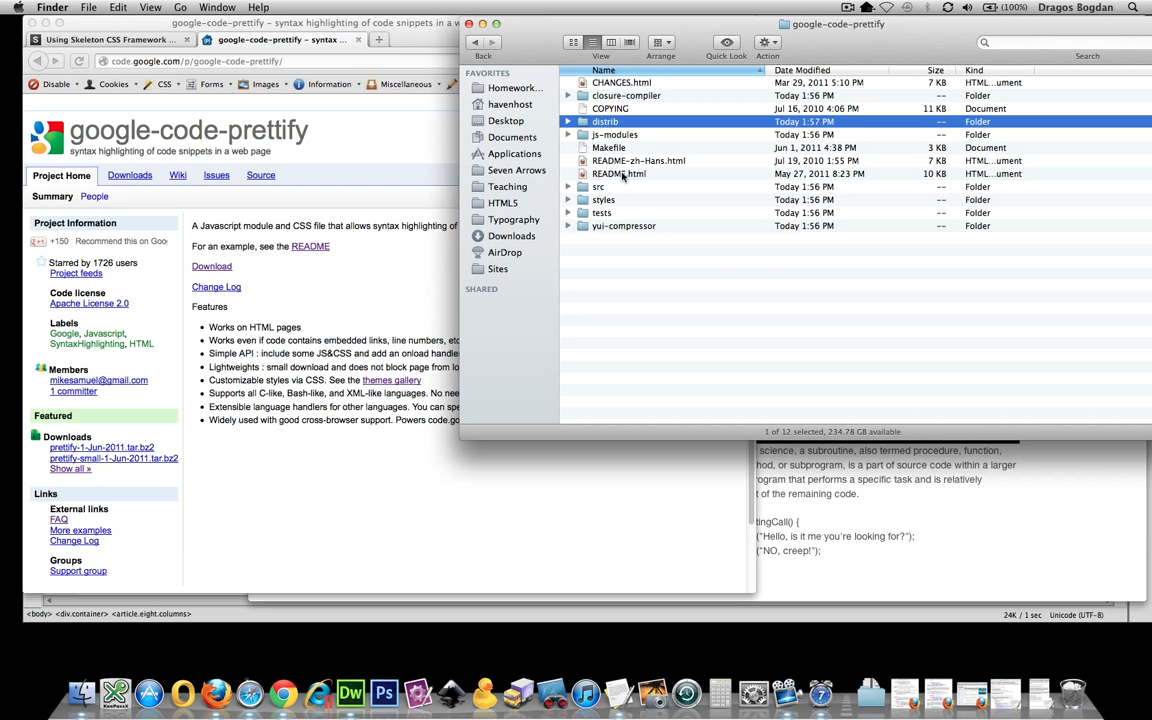 Finder File Edit View Go Window Help (100%) Dragos Bogdan
google-code-prettify – syntax highlighting of code snippets in a w
Using Skeleton CSS Framework ... google-code-prettify – syntax ...
code.google.com/p/google-code-prettify/
Disable Cookies CSS Forms Images Information Miscellaneous
google-code-prettify
syntax highlighting of code snippets in a web page
Project Home Downloads Wiki Issues Source
Summary People
Project Information
+150 Recommend this on Goo
Starred by 1726 users
Project feeds
Code license
Apache License 2.0
Labels
Google, Javascript,
SyntaxHighlighting, HTML
Members
mikesamuel@gmail.com
1 committer
Featured
Downloads
prettify-1-Jun-2011.tar.bz2
prettify-small-1-Jun-2011.tar.bz2
Show all »
Links
External links
FAQ
More examples
Change Log
Groups
Support group
A Javascript module and CSS file that allows syntax highlighting of
For an example, see the README
Download
Change Log
Features
Works on HTML pages
Works even if code contains embedded links, line numbers, etc
Simple API : include some JS&CSS and add an onload handle
Lightweights : small download and does not block page from lo
Customizable styles via CSS. See the themes gallery
Supports all C-like, Bash-like, and XML-like languages. No nee
Extensible language handlers for other languages. You can spe
Widely used with good cross-browser support. Powers code.go
google-code-prettify
Back View Arrange Quick Look Action Search
FAVORITES
Homework...
havenhost
Desktop
Documents
Applications
Seven Arrows
Teaching
HTML5
Typography
Downloads
AirDrop
Sites
SHARED
Name Date Modified Size Kind
CHANGES.html Mar 29, 2011 5:10 PM 7 KB HTML...ument
closure-compiler Today 1:56 PM -- Folder
COPYING Jul 16, 2010 4:06 PM 11 KB Document
distrib Today 1:57 PM -- Folder
js-modules Today 1:56 PM -- Folder
Makefile Jun 1, 2011 4:38 PM 3 KB Document
README-zh-Hans.html Jul 19, 2010 1:55 PM 7 KB HTML...ument
README.html May 27, 2011 8:23 PM 10 KB HTML...ument
src Today 1:56 PM -- Folder
styles Today 1:56 PM -- Folder
tests Today 1:56 PM -- Folder
yui-compressor Today 1:56 PM -- Folder
1 of 12 selected, 234.78 GB available
science, a subroutine, also termed procedure, function,
hod, or subprogram, is a part of source code within a larger
ogram that performs a specific task and is relatively
t of the remaining code.
tingCall() {
("Hello, is it me you're looking for?");
("NO, creep!");
<body> <div.container> <article.eight.columns> 24K / 1 sec Unicode (UTF-8)
Dw Ps